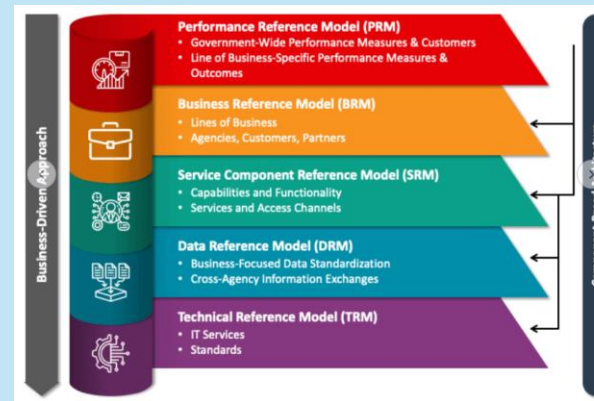 Business-Driven Approach
Performance Reference Model (PRM)
• Government-Wide Performance Measures & Customers
• Line of Business-Specific Performance Measures &
Outcomes
Business Reference Model (BRM)
• Lines of Business
• Agencies, Customers, Partners
Service Component Reference Model (SRM)
• Capabilities and Functionality
• Services and Access Channels
Data Reference Model (DRM)
• Business-Focused Data Standardization
• Cross-Agency Information Exchanges
Technical Reference Model (TRM)
• IT Services
• Standards